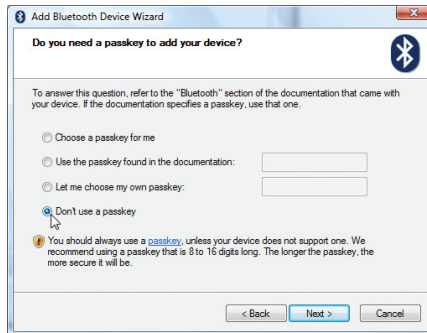 Add Bluetooth Device Wizard
Do you need a passkey to add your device?
To answer this question, refer to the "Bluetooth" section of the documentation that came with
your device. If the documentation specifies a passkey, use that one.
Choose a passkey for me
Use the passkey found in the documentation:
Let me choose my own passkey:
Don't use a passkey
You should always use a passkey, unless your device does not support one. We
recommend using a passkey that is 8 to 16 digits long. The longer the passkey, the
more secure it will be.
< Back
Next >
Cancel